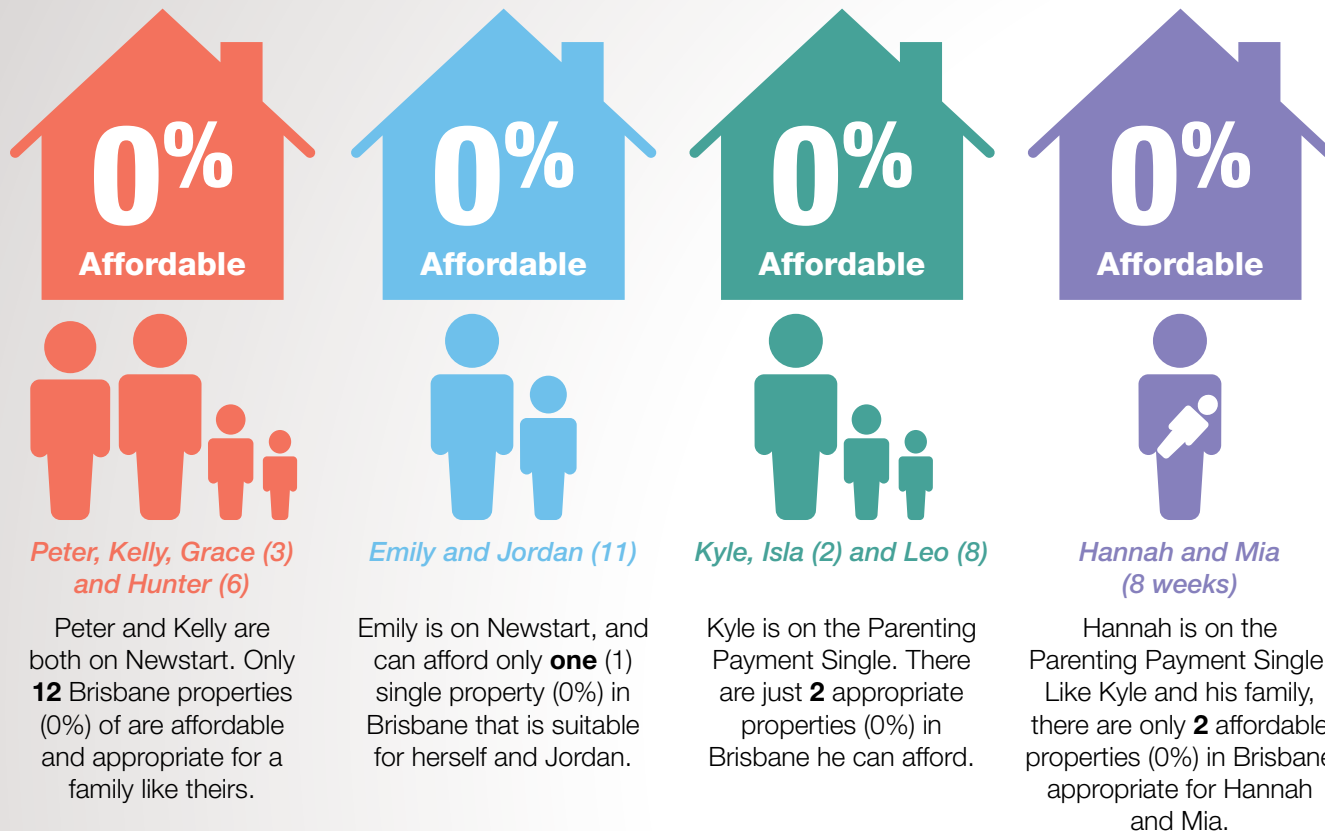 0%
Affordable
0%
Affordable
0%
Affordable
0%
Affordable
Peter, Kelly, Grace (3)
and Hunter (6)
Peter and Kelly are
both on Newstart. Only
12 Brisbane properties
(0%) of are affordable
and appropriate for a
family like theirs.
Emily and Jordan (11)
Emily is on Newstart, and
can afford only one (1)
single property (0%) in
Brisbane that is suitable
for herself and Jordan.
Kyle, Isla (2) and Leo (8)
Kyle is on the Parenting
Payment Single. There
are just 2 appropriate
properties (0%) in
Brisbane he can afford.
Hannah and Mia
(8 weeks)
Hannah is on the
Parenting Payment Single
Like Kyle and his family,
there are only 2 affordable
properties (0%) in Brisbane
appropriate for Hannah
and Mia.